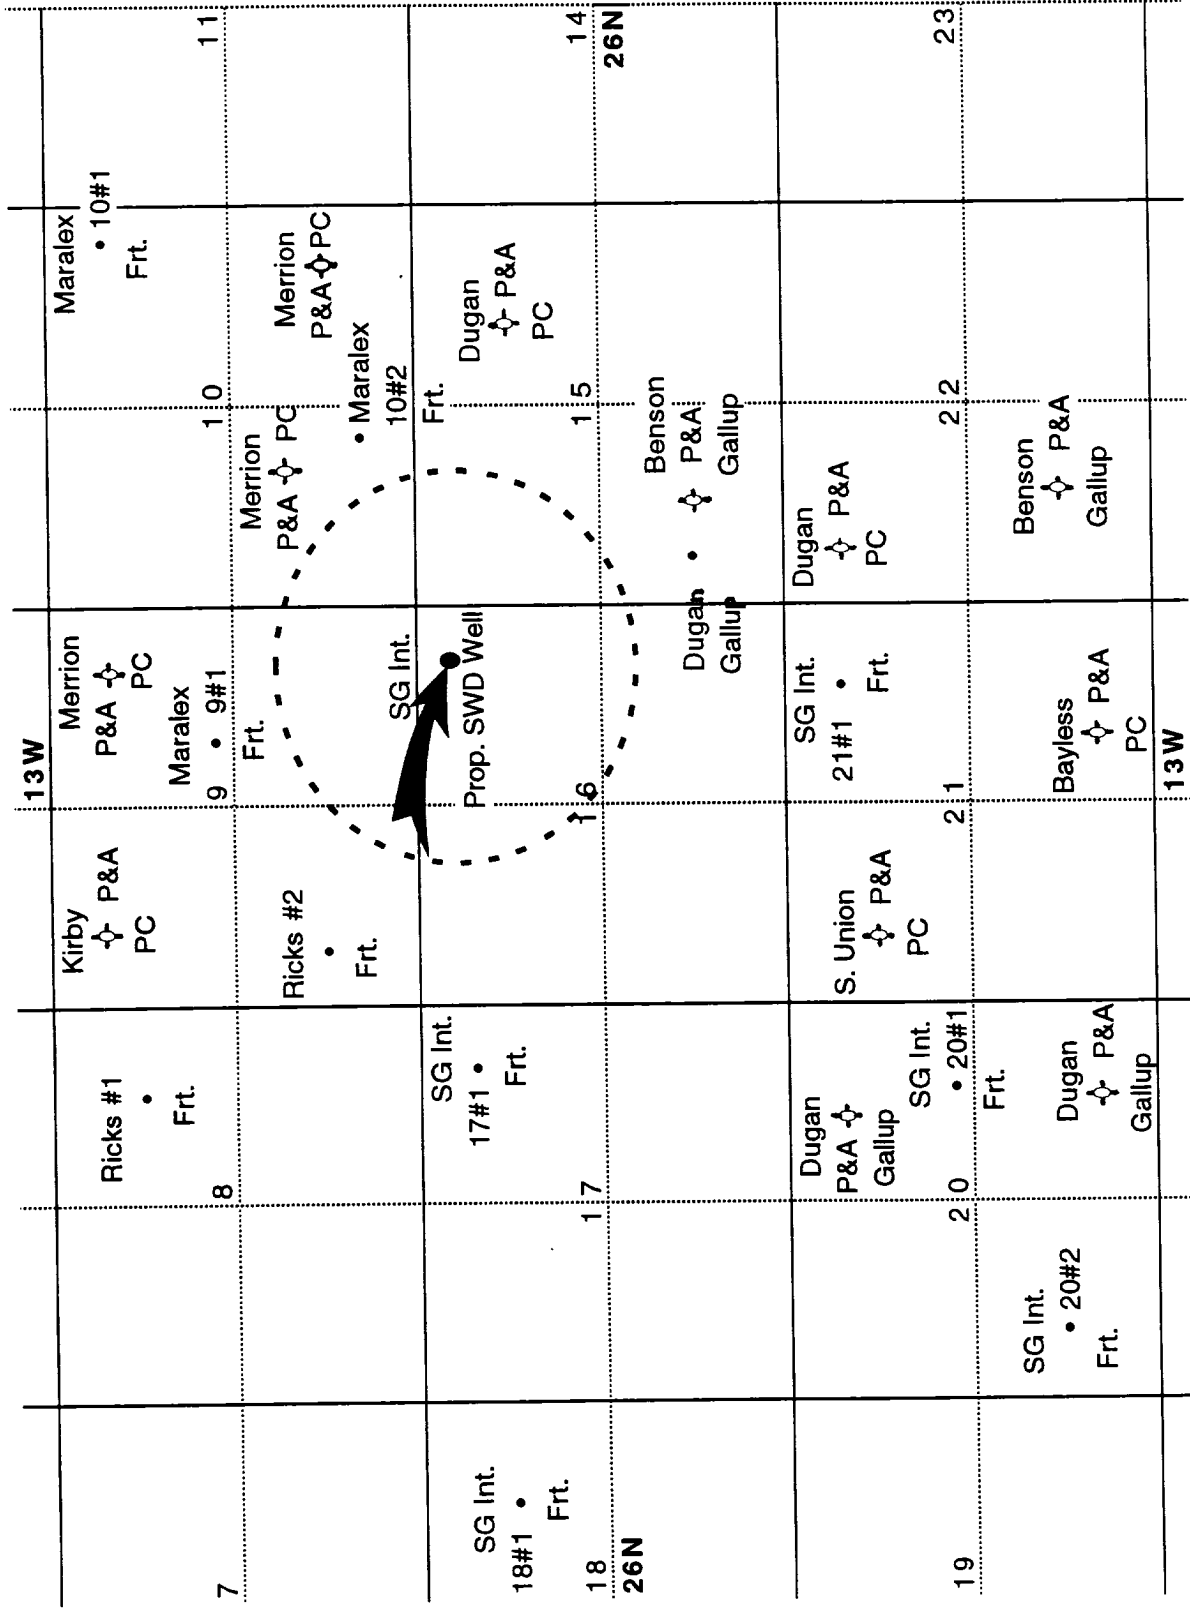 13W
Ricks #1
Frt.
Kirby
P&A
PC
Merrion
P&A
PC
Maralex
9#1
Frt.
Maralex
10#1
Frt.
7
8
9
10
11
Ricks #2
Frt.
Merrion
P&A PC
Merrion
P&A PC
Maralex
10#2
Frt.
SG Int.
18#1
Frt.
SG Int.
17#1
Frt.
SG Int.
Prop. SWD Well
Dugan
P&A
PC
18
17
16
15
14
26N
26N
Dugan
Gallup
Benson
P&A
Gallup
Dugan
P&A
Gallup
S. Union
P&A
PC
SG Int.
21#1
Frt.
Dugan
P&A
PC
SG Int.
20#1
Frt.
19
20
21
22
23
SG Int.
20#2
Frt.
Dugan
P&A
Gallup
Bayless
P&A
PC
Benson
P&A
Gallup
13W